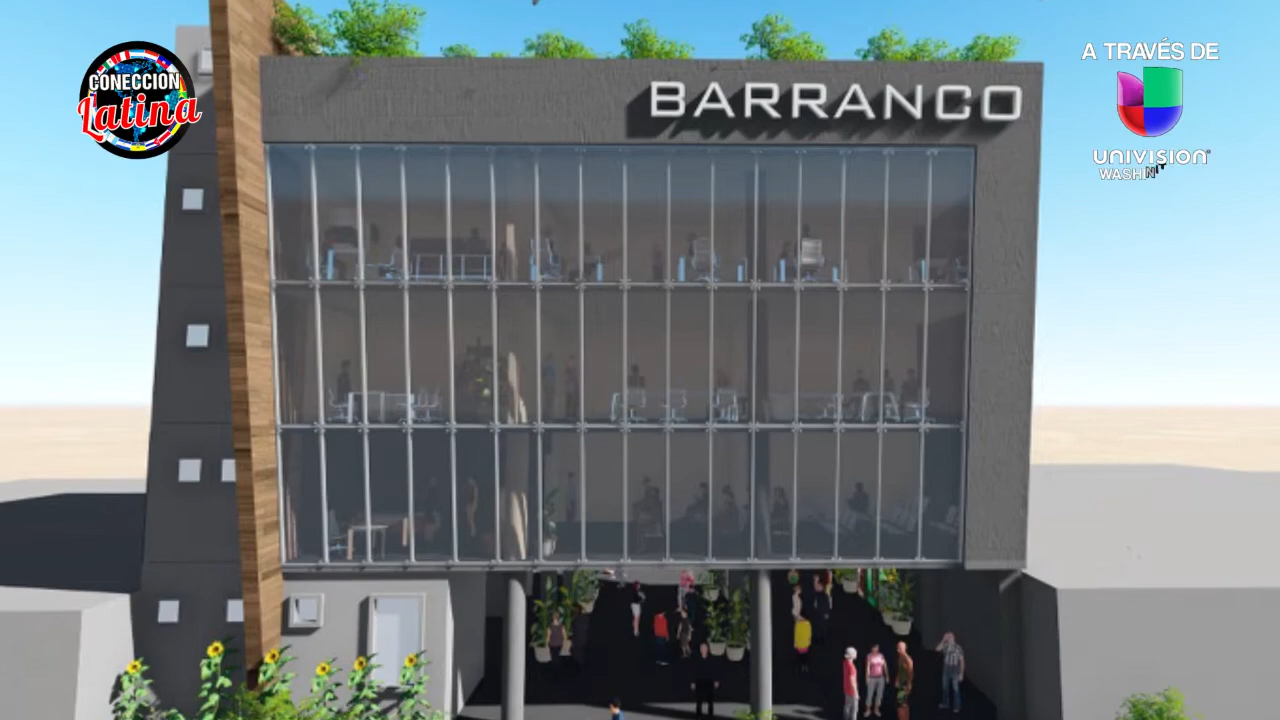 CONECCION
Latina
BARRANCO
A TRAVÉS DE
UNIVISION